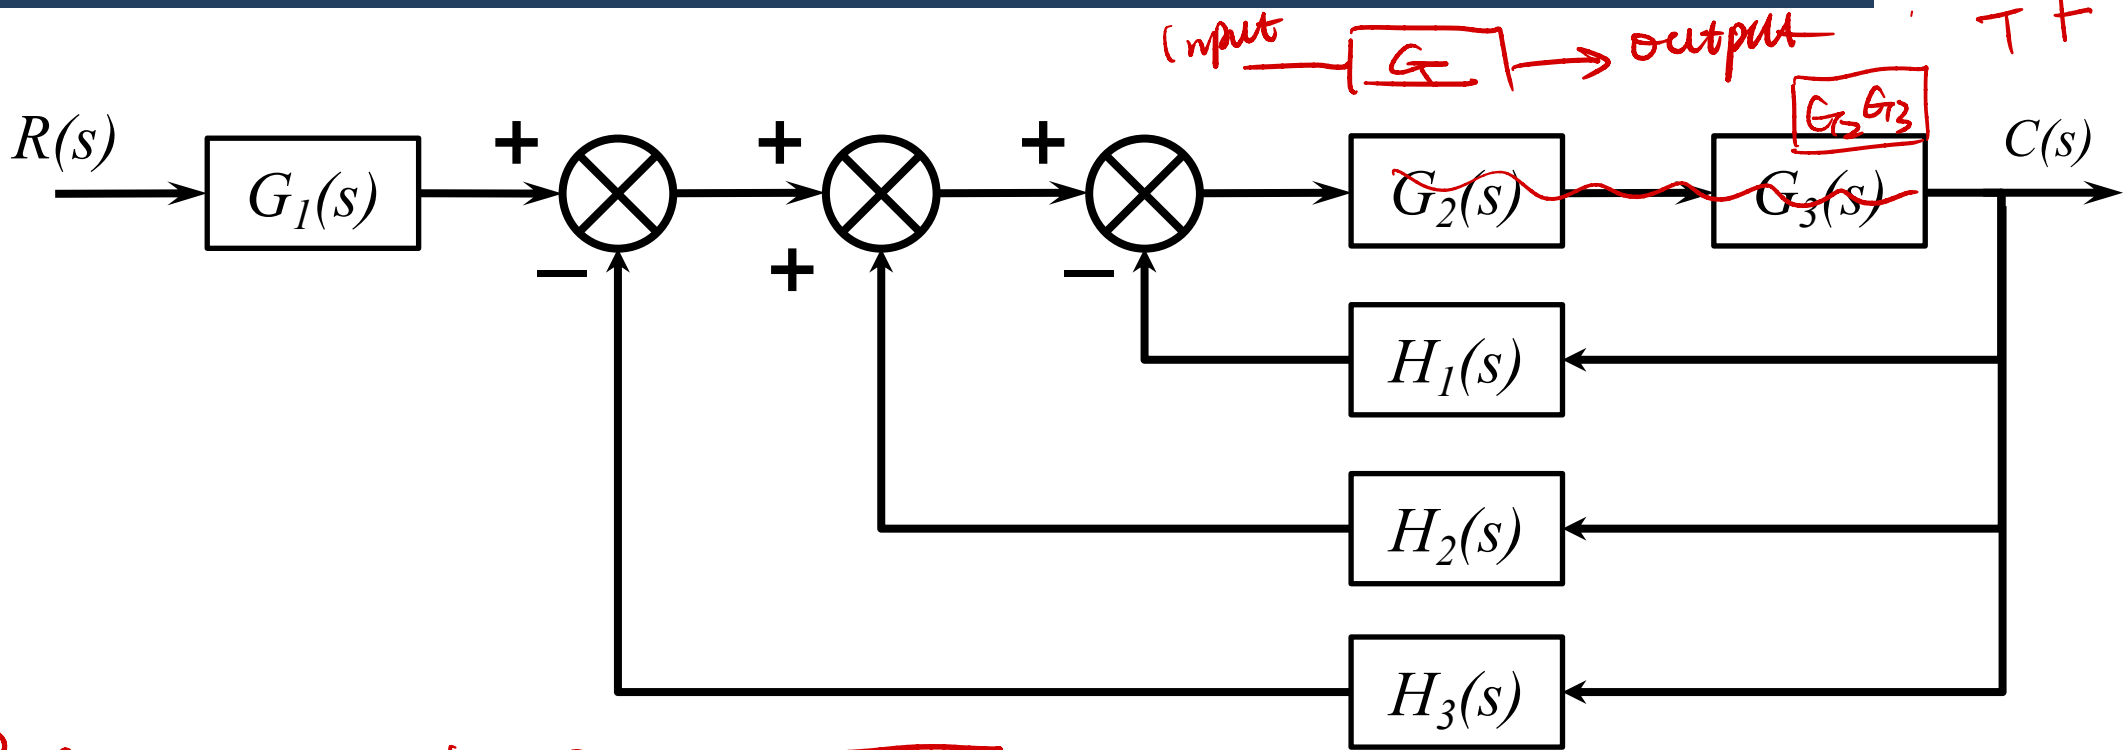 input G output TF
G₂G₃
R(s) G₁(s) + + + G₂(s) G₃(s) C(s)
− + −
H₁(s)
H₂(s)
H₃(s)